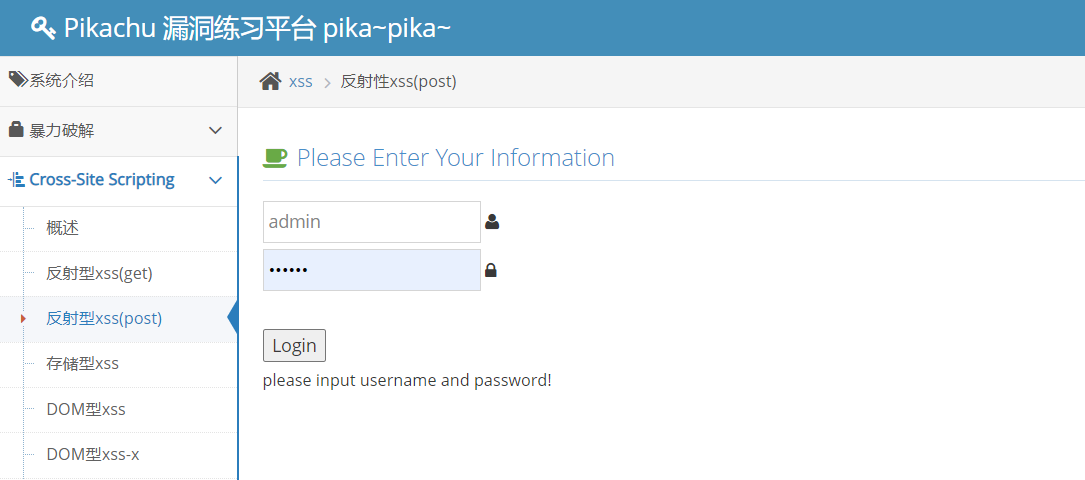 Pikachu 漏洞练习平台 pika~pika~
系统介绍
暴力破解
Cross-Site Scripting
概述
反射型xss(get)
反射型xss(post)
存储型xss
DOM型xss
DOM型xss-x
xss > 反射性xss(post)
Please Enter Your Information
admin
••••••
Login
please input username and password!